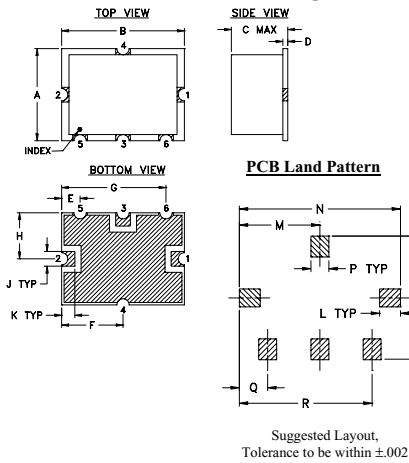 TOP VIEW
SIDE VIEW
B
4
C MAX
D
A
2
1
INDEX
5
3
6
BOTTOM VIEW
PCB Land Pattern
G
E
5
3
6
H
2
1
J TYP
K TYP
4
F
N
M
P TYP
L TYP
Q
R
Suggested Layout,
Tolerance to be within ±.002